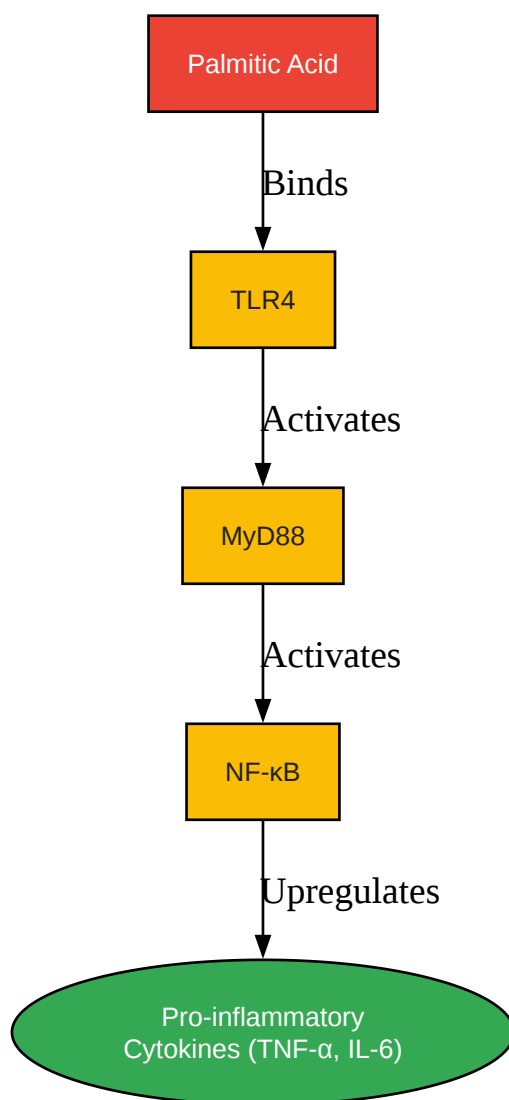 Palmitic Acid
Binds
TLR4
Activates
MyD88
Activates
NF-κB
Upregulates
Pro-inflammatory
Cytokines (TNF-α, IL-6)